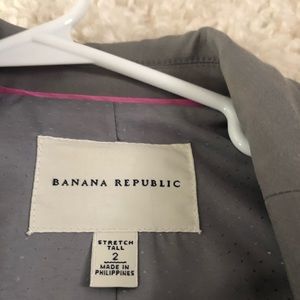 BANANA REPUBLIC
STRETCH
TALL
2
MADE IN
PHILIPPINES